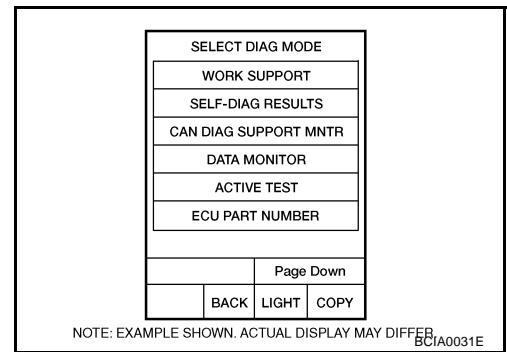 SELECT DIAG MODE
WORK SUPPORT
SELF-DIAG RESULTS
CAN DIAG SUPPORT MNTR
DATA MONITOR
ACTIVE TEST
ECU PART NUMBER
Page Down
BACK LIGHT COPY
NOTE: EXAMPLE SHOWN. ACTUAL DISPLAY MAY DIFFER.
BCIA0031E